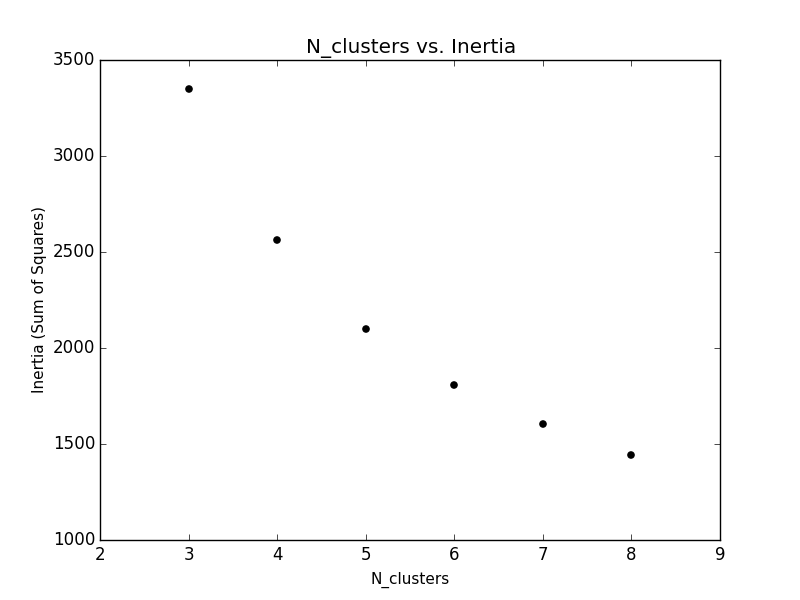 N_clusters vs. Inertia
3500
3000
2500
2000
1500
1000
Inertia (Sum of Squares)
2 3 4 5 6 7 8 9
N_clusters